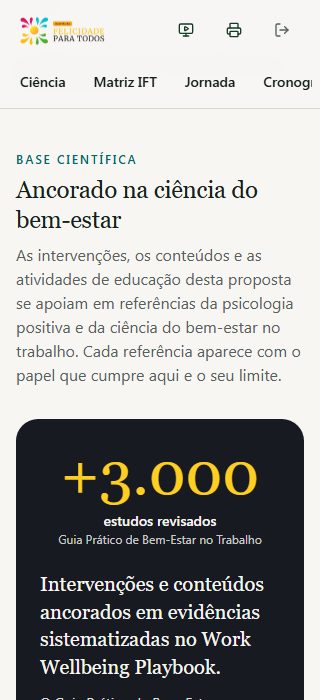 FELICIDADE
PARA TODOS
Ciência Matriz IFT Jornada Cronogr
BASE CIENTÍFICA
Ancorado na ciência do
bem-estar
As intervenções, os conteúdos e as
atividades de educação desta proposta
se apoiam em referências da psicologia
positiva e da ciência do bem-estar no
trabalho. Cada referência aparece com o
papel que cumpre aqui e o seu limite.
+3.000
estudos revisados
Guia Prático de Bem-Estar no Trabalho
Intervenções e conteúdos
ancorados em evidências
sistematizadas no Work
Wellbeing Playbook.